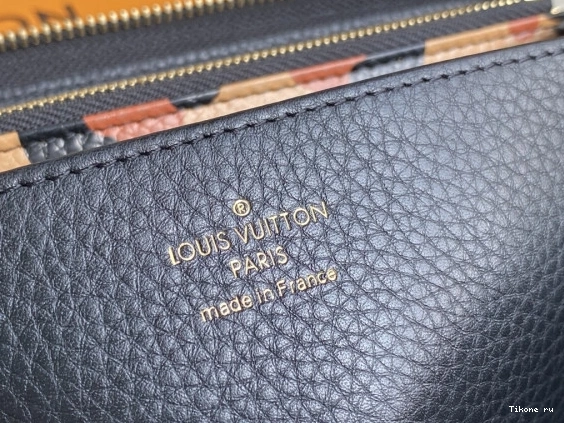 ®
LOUIS VUITTON
PARIS
made in France
Tikone ru